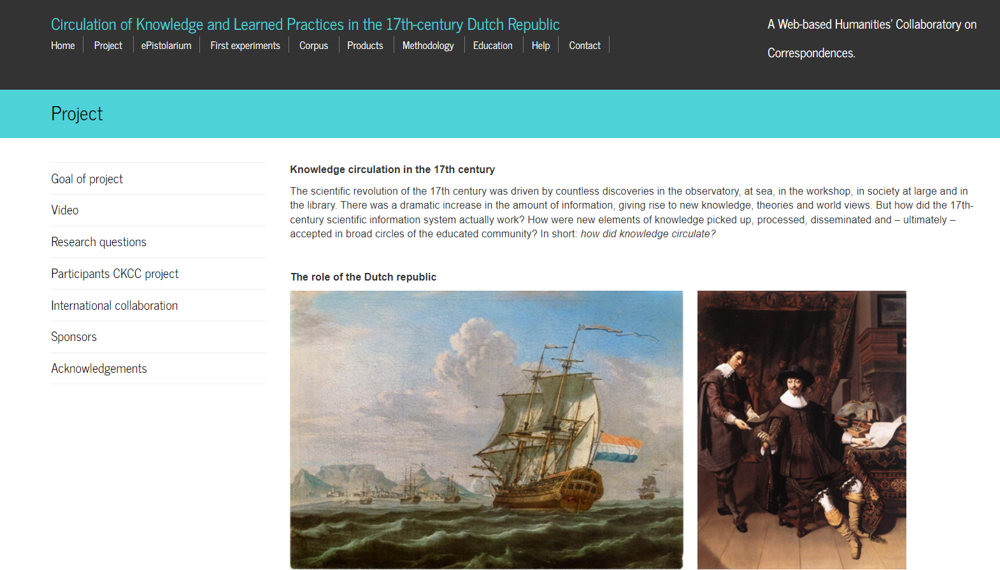 Circulation of Knowledge and Learned Practices in the 17th-century Dutch Republic
A Web-based Humanities' Collaboratory on
Correspondences.
Home Project ePistolarium First experiments Corpus Products Methodology Education Help Contact
Project
Goal of project
Video
Research questions
Participants CKCC project
International collaboration
Sponsors
Acknowledgements
Knowledge circulation in the 17th century
The scientific revolution of the 17th century was driven by countless discoveries in the observatory, at sea, in the workshop, in society at large and in
the library. There was a dramatic increase in the amount of information, giving rise to new knowledge, theories and world views. But how did the 17th-
century scientific information system actually work? How were new elements of knowledge picked up, processed, disseminated and – ultimately –
accepted in broad circles of the educated community? In short: how did knowledge circulate?
The role of the Dutch republic